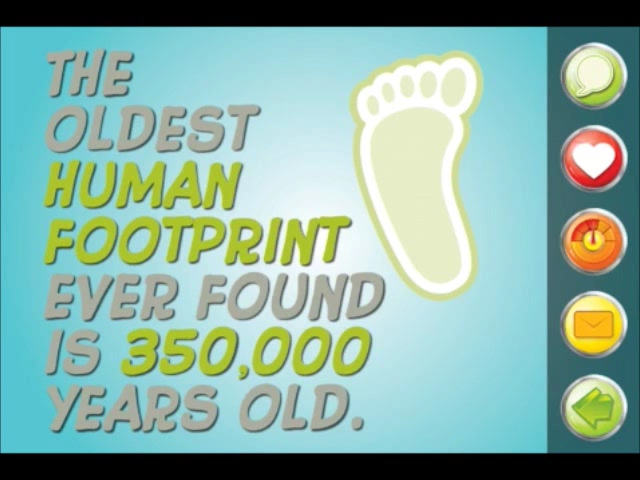 THE
OLDEST
HUMAN
FOOTPRINT
EVER FOUND
IS 350,000
YEARS OLD.